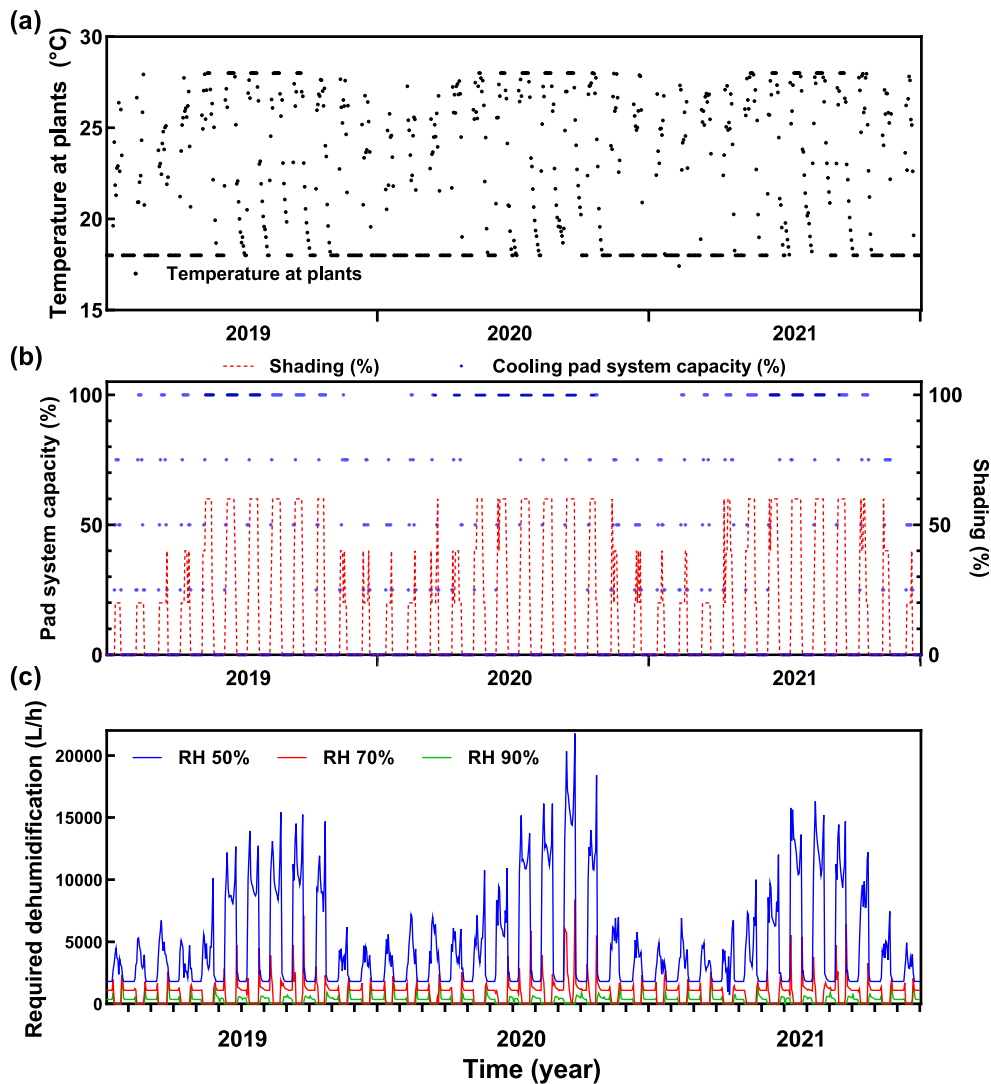 (a)
Temperature at plants (°C)
30
25
20
15
Temperature at plants
2019 2020 2021
(b)
Shading (%) Cooling pad system capacity (%)
Pad system capacity (%)
100
50
0
100
50
0
Shading (%)
2019 2020 2021
(c)
Required dehumidification (L/h)
RH 50% RH 70% RH 90%
20000
15000
10000
5000
0
2019 2020 2021
Time (year)